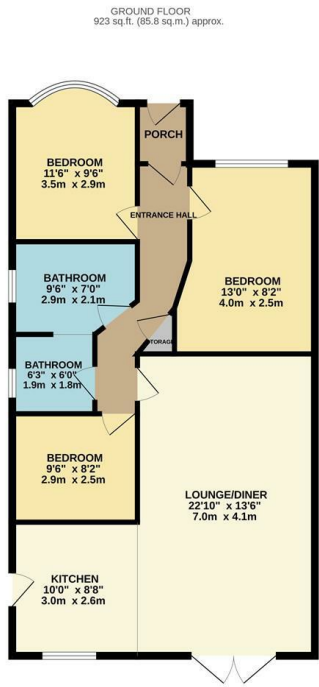 GROUND FLOOR
923 sq.ft. (85.8 sq.m.) approx.
PORCH
BEDROOM
11'6" x 9'6"
3.5m x 2.9m
ENTRANCE HALL
BEDROOM
13'0" x 8'2"
4.0m x 2.5m
BATHROOM
9'6" x 7'0"
2.9m x 2.1m
STORAGE
BATHROOM
6'3" x 6'0"
1.9m x 1.8m
BEDROOM
9'6" x 8'2"
2.9m x 2.5m
LOUNGE/DINER
22'10" x 13'6"
7.0m x 4.1m
KITCHEN
10'0" x 8'8"
3.0m x 2.6m